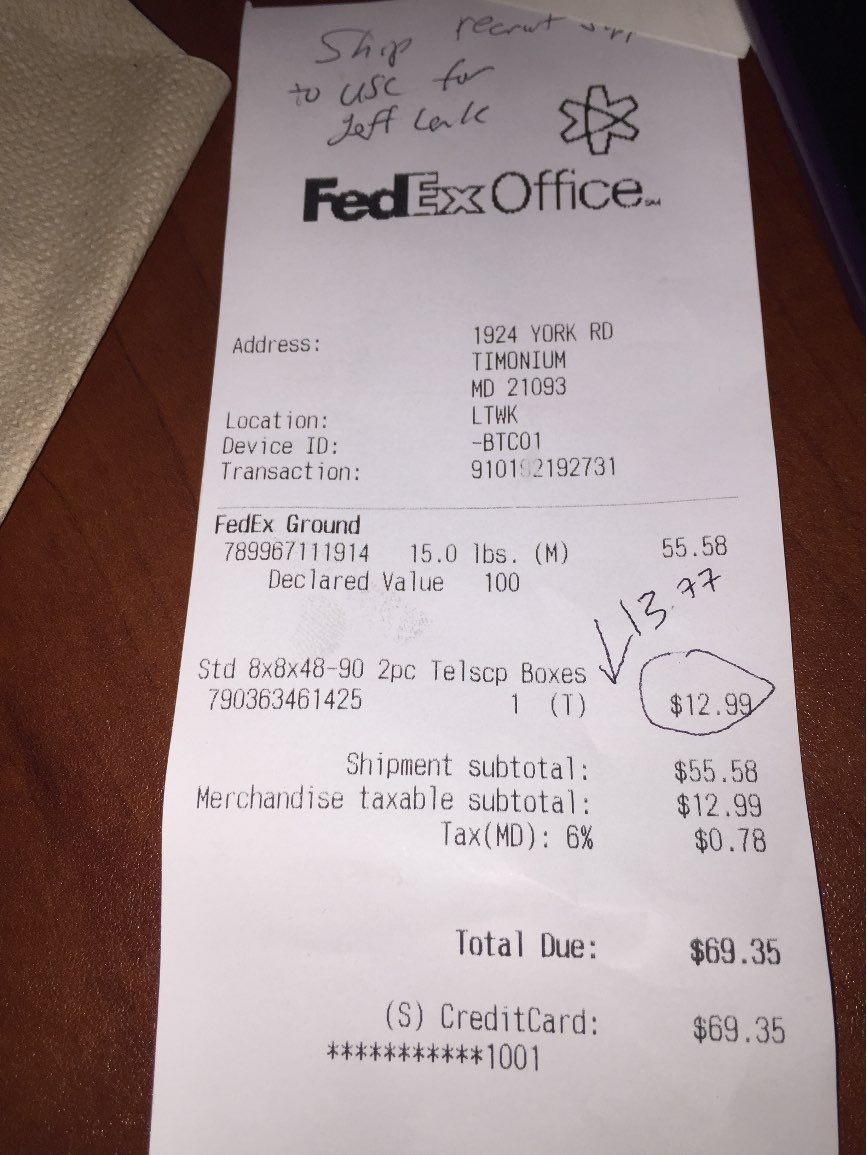 Ship recruit
to USC for
Jeff
FedEx Office SM
Address: 1924 YORK RD
TIMONIUM
MD 21093
Location: LTWK
Device ID: -BTC01
Transaction: 910192192731
FedEx Ground
789967111914 15.0 lbs. (M) 55.58
Declared Value 100
13.77
Std 8x8x48-90 2pc Telscp Boxes
790363461425 1 (T) $12.99
Shipment subtotal: $55.58
Merchandise taxable subtotal: $12.99
Tax(MD): 6% $0.78
Total Due: $69.35
(S) CreditCard: $69.35
***********1001